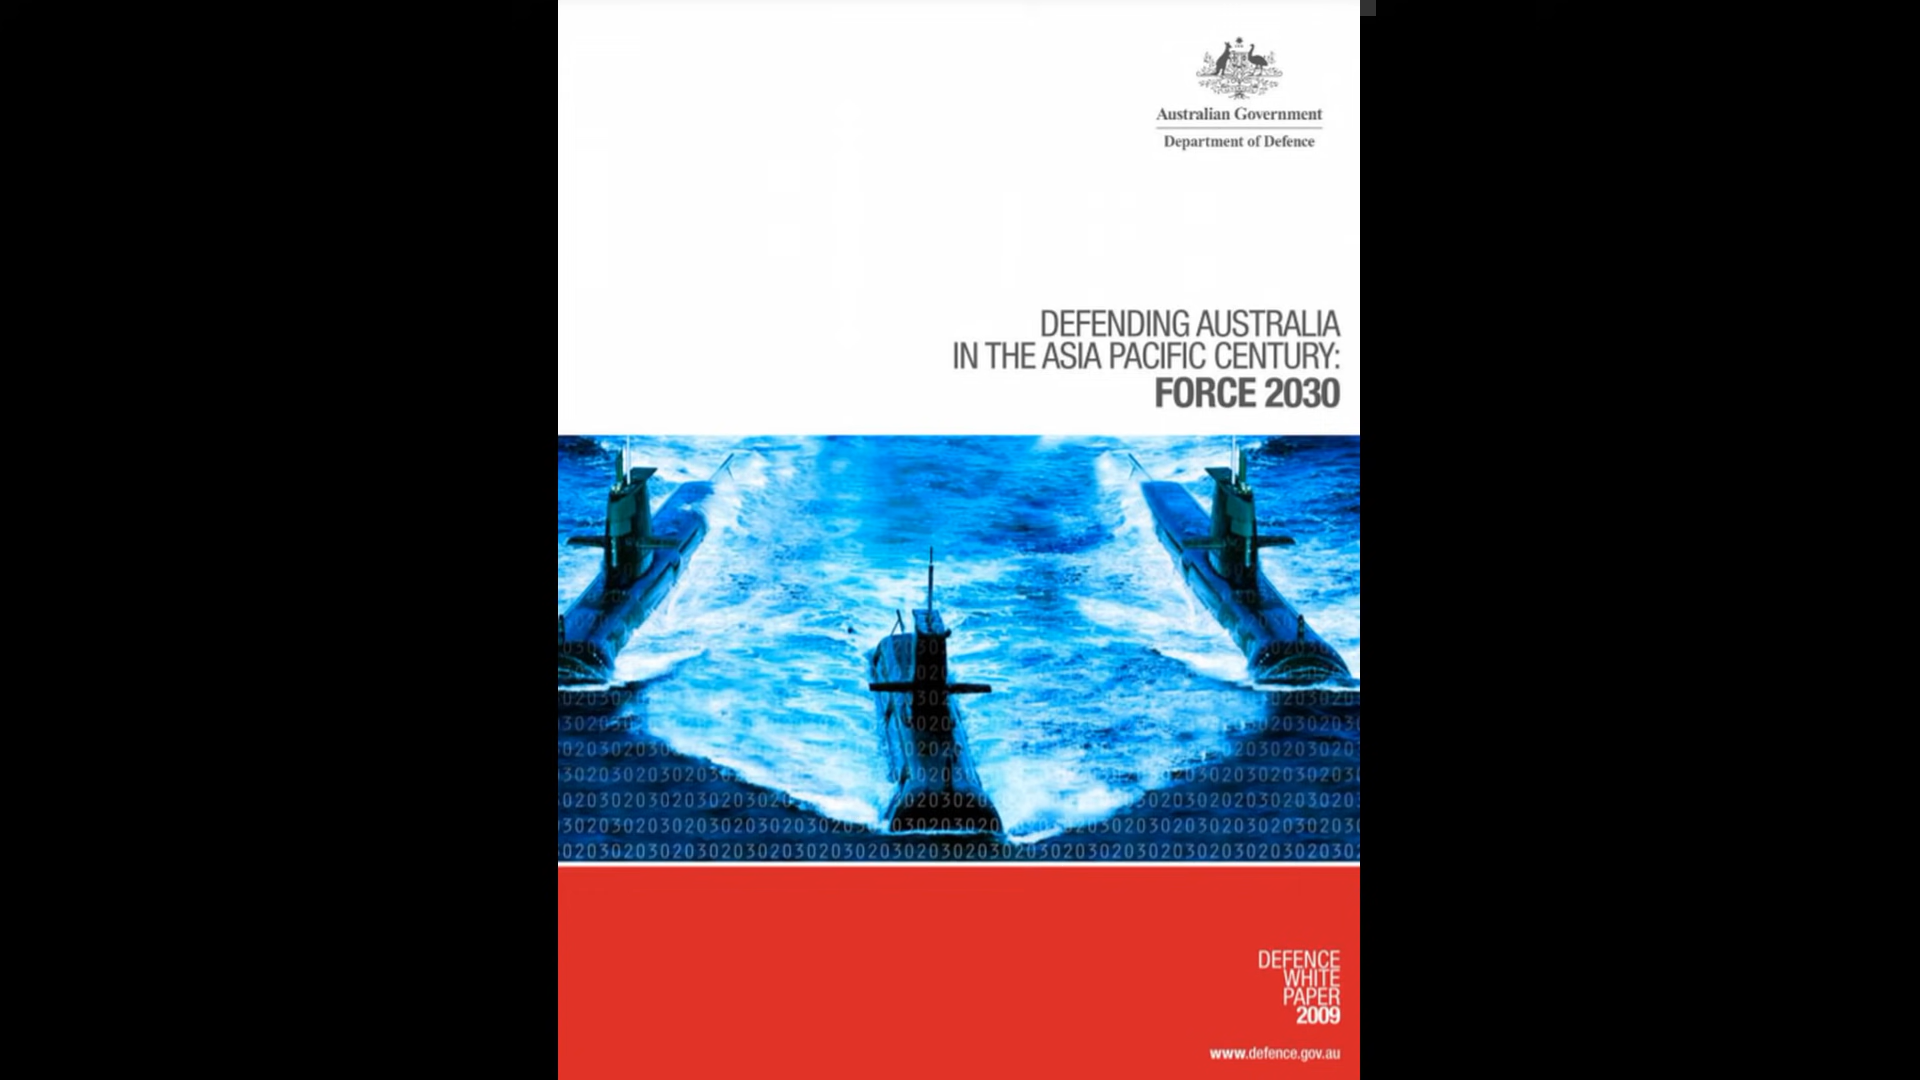 Australian Government
Department of Defence
DEFENDING AUSTRALIA
IN THE ASIA PACIFIC CENTURY:
FORCE 2030
DEFENCE
WHITE
PAPER
2009
www.defence.gov.au